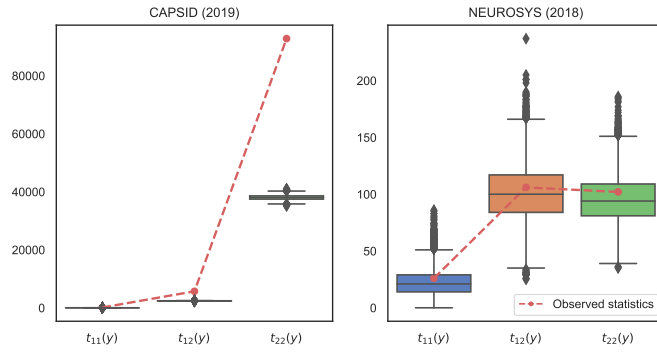 CAPSID (2019)
80000
60000
40000
20000
0
t₁₁(y)
t₁₂(y)
t₂₂(y)
NEUROSYS (2018)
200
150
100
50
0
Observed statistics
t₁₁(y)
t₁₂(y)
t₂₂(y)